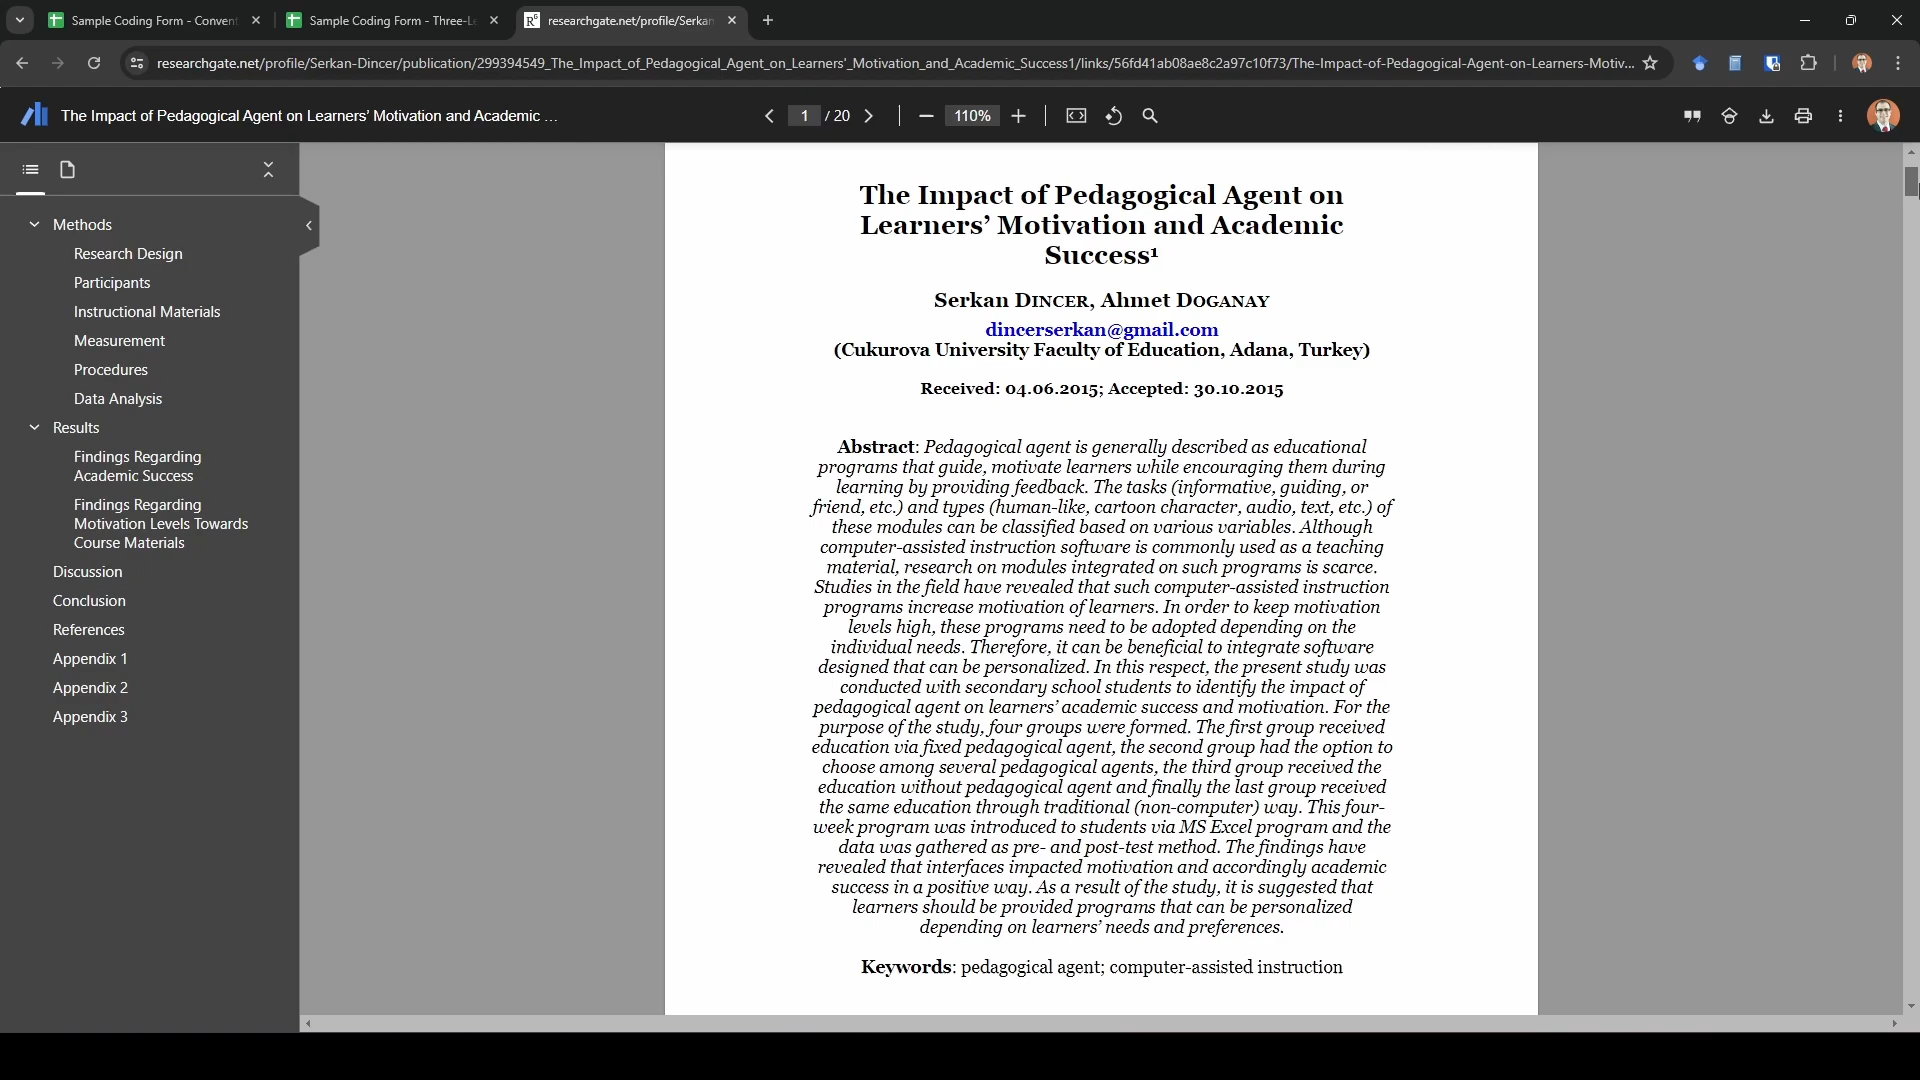 Sample Coding Form - Convent
Sample Coding Form - Three-Le
researchgate.net/profile/Serkan
researchgate.net/profile/Serkan-Dincer/publication/299394549_The_Impact_of_Pedagogical_Agent_on_Learners'_Motivation_and_Academic_Success1/links/56fd41ab08ae8c2a97c10f73/The-Impact-of-Pedagogical-Agent-on-Learners-Motiv...
The Impact of Pedagogical Agent on Learners’ Motivation and Academic ...
1 / 20
110%
Methods
Research Design
Participants
Instructional Materials
Measurement
Procedures
Data Analysis
Results
Findings Regarding
Academic Success
Findings Regarding
Motivation Levels Towards
Course Materials
Discussion
Conclusion
References
Appendix 1
Appendix 2
Appendix 3
The Impact of Pedagogical Agent on
Learners’ Motivation and Academic
Success¹
Serkan DINCER, Ahmet DOGANAY
dincerserkan@gmail.com
(Cukurova University Faculty of Education, Adana, Turkey)
Received: 04.06.2015; Accepted: 30.10.2015
Abstract: Pedagogical agent is generally described as educational
programs that guide, motivate learners while encouraging them during
learning by providing feedback. The tasks (informative, guiding, or
friend, etc.) and types (human-like, cartoon character, audio, text, etc.) of
these modules can be classified based on various variables. Although
computer-assisted instruction software is commonly used as a teaching
material, research on modules integrated on such programs is scarce.
Studies in the field have revealed that such computer-assisted instruction
programs increase motivation of learners. In order to keep motivation
levels high, these programs need to be adopted depending on the
individual needs. Therefore, it can be beneficial to integrate software
designed that can be personalized. In this respect, the present study was
conducted with secondary school students to identify the impact of
pedagogical agent on learners’ academic success and motivation. For the
purpose of the study, four groups were formed. The first group received
education via fixed pedagogical agent, the second group had the option to
choose among several pedagogical agents, the third group received the
education without pedagogical agent and finally the last group received
the same education through traditional (non-computer) way. This four-
week program was introduced to students via MS Excel program and the
data was gathered as pre- and post-test method. The findings have
revealed that interfaces impacted motivation and accordingly academic
success in a positive way. As a result of the study, it is suggested that
learners should be provided programs that can be personalized
depending on learners’ needs and preferences.
Keywords: pedagogical agent; computer-assisted instruction